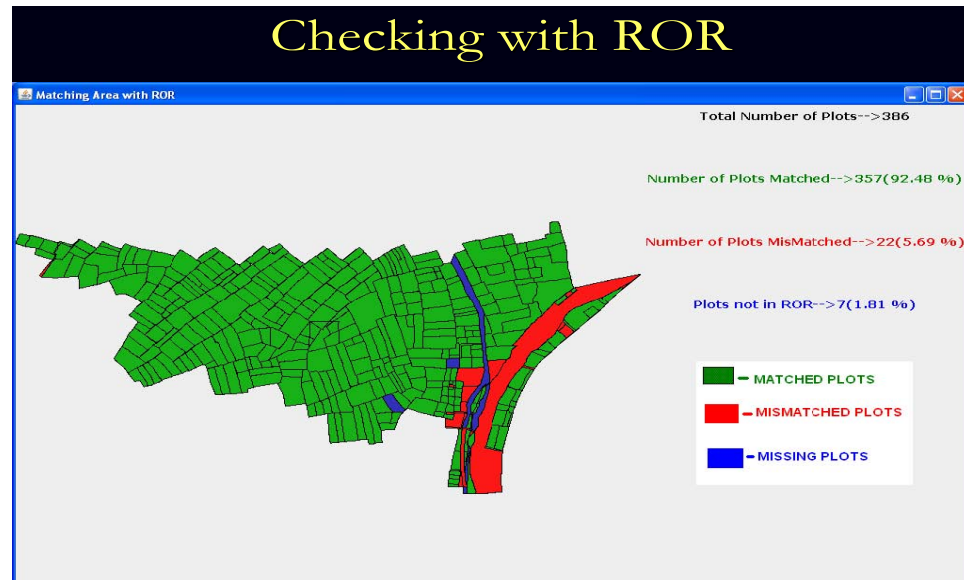 Checking with ROR
Matching Area with ROR
Total Number of Plots-->386
Number of Plots Matched-->357(92.48 %)
Number of Plots MisMatched-->22(5.69 %)
Plots not in ROR-->7(1.81 %)
– MATCHED PLOTS
– MISMATCHED PLOTS
– MISSING PLOTS